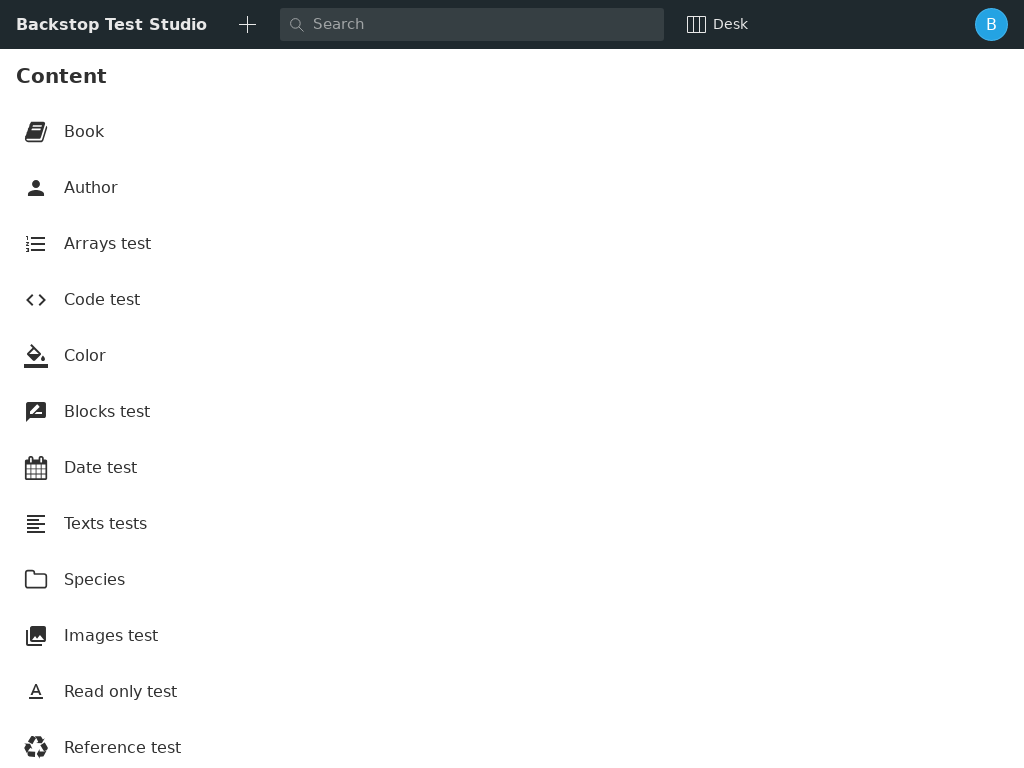 Backstop Test Studio
Search
Desk
B
Content
Book
Author
Arrays test
Code test
Color
Blocks test
Date test
Texts tests
Species
Images test
Read only test
Reference test